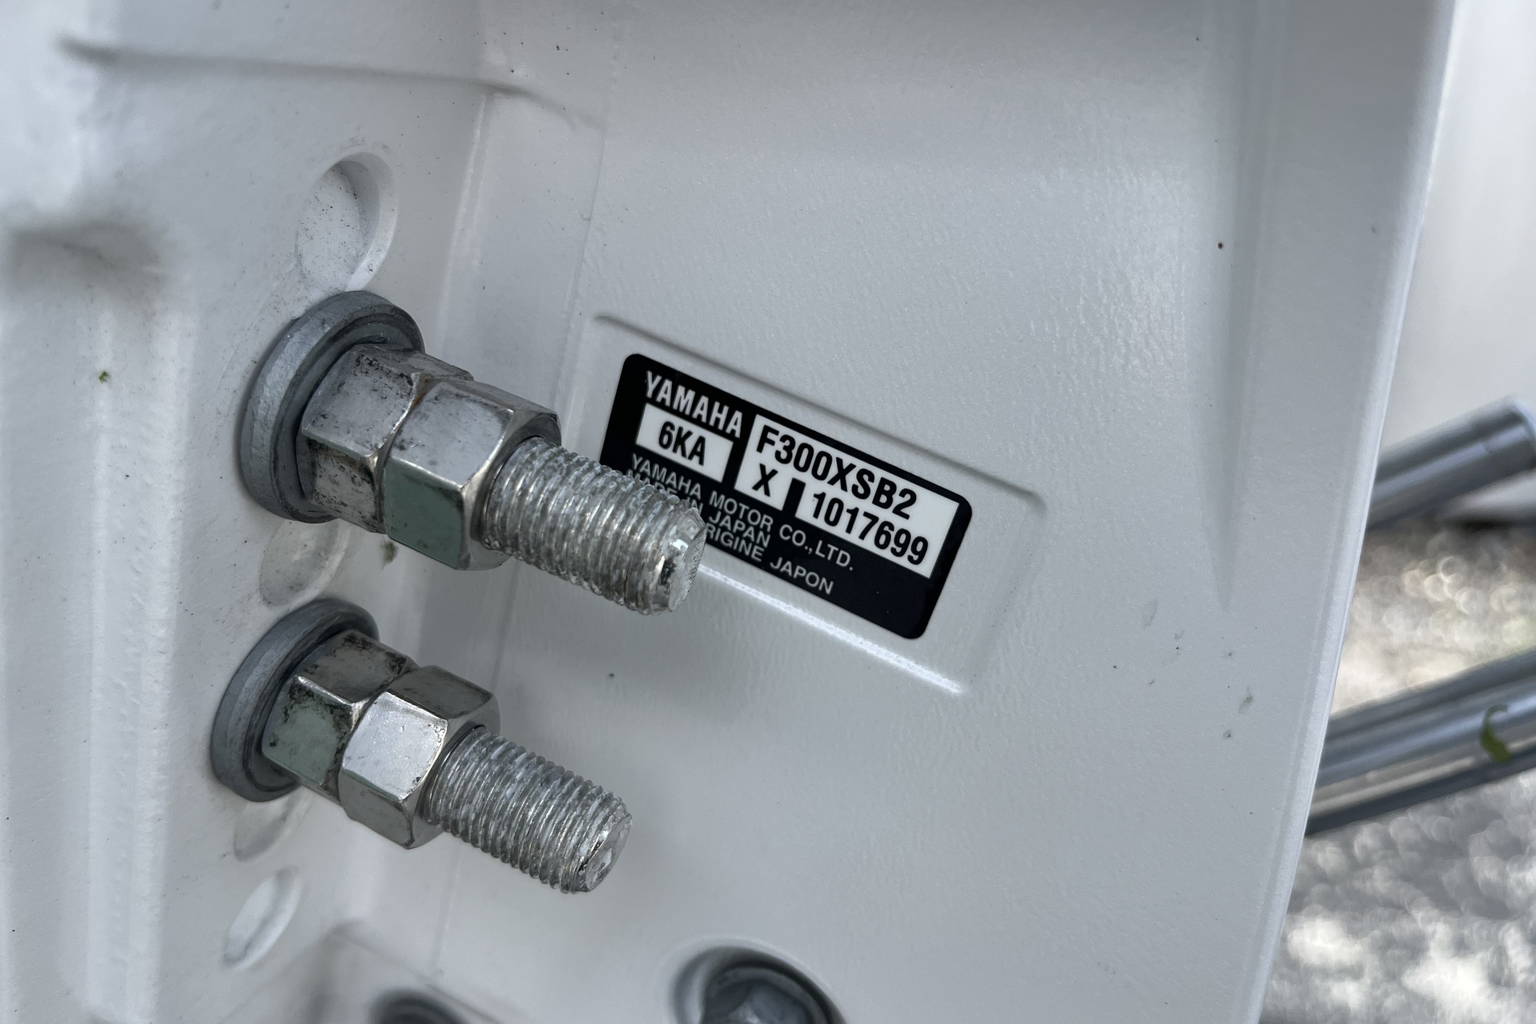 YAMAHA
6KA
F300XSB2
X 1017699
YAMAHA MOTOR CO.,LTD.
JAPAN
JAPON